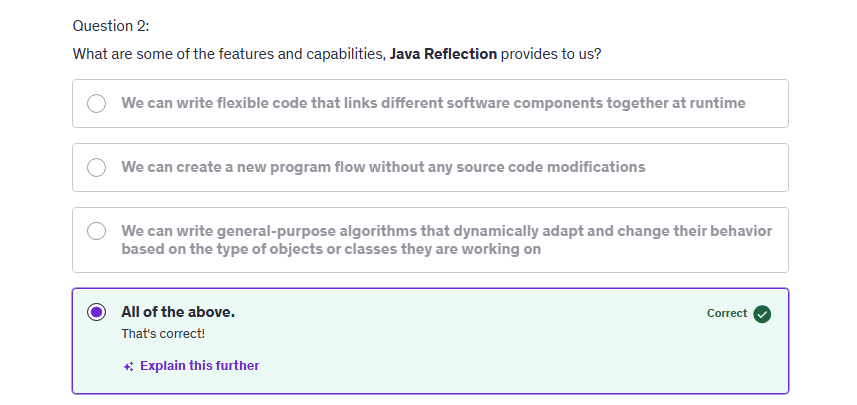 Question 2:
What are some of the features and capabilities, Java Reflection provides to us?
We can write flexible code that links different software components together at runtime
We can create a new program flow without any source code modifications
We can write general-purpose algorithms that dynamically adapt and change their behavior
based on the type of objects or classes they are working on
All of the above.
Correct
That's correct!
Explain this further